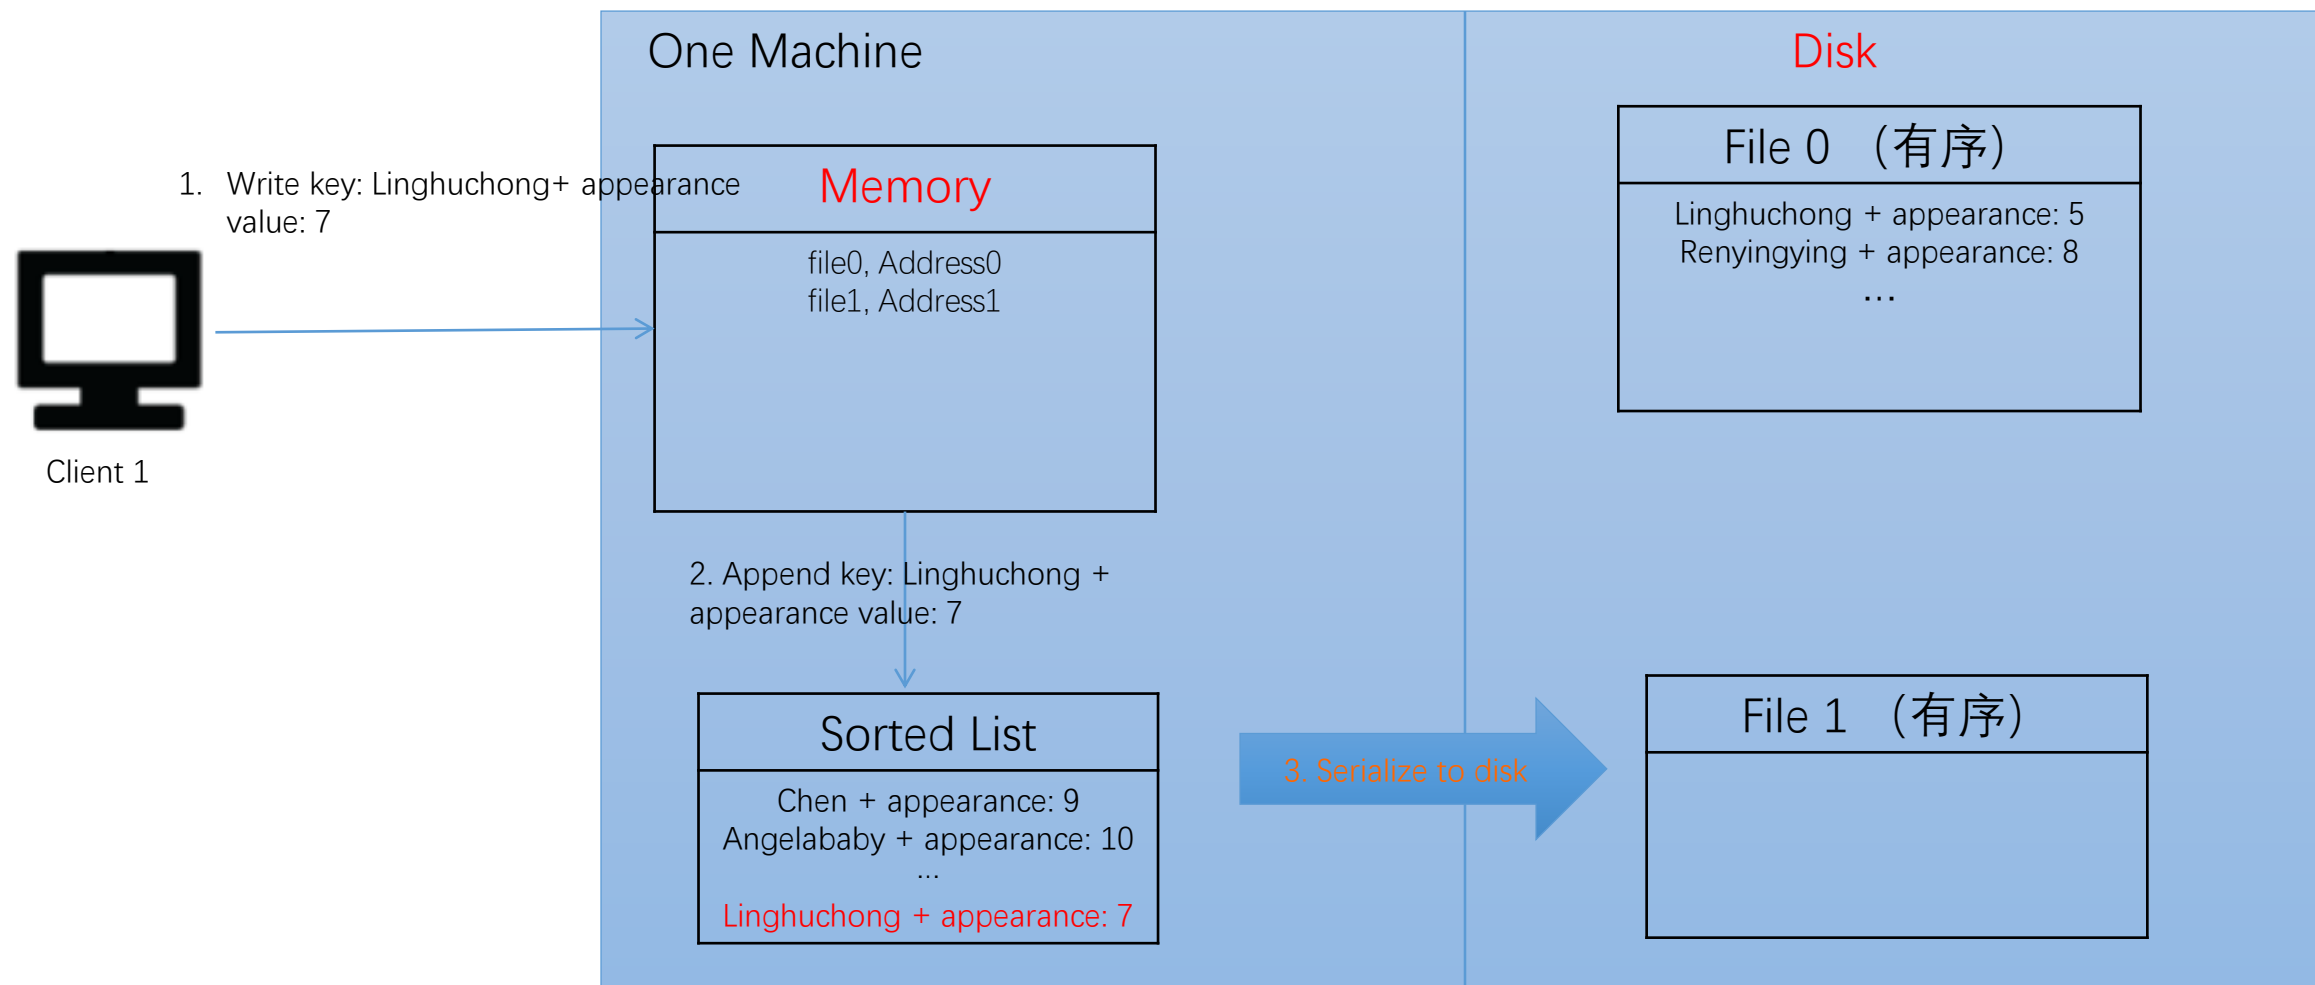 One Machine
Disk
1. Write key: Linghuchong+ appearance
value: 7
Client 1
Memory
file0, Address0
file1, Address1
2. Append key: Linghuchong +
appearance value: 7
Sorted List
Chen + appearance: 9
Angelababy + appearance: 10
...
Linghuchong + appearance: 7
3. Serialize to disk
File 0 （有序）
Linghuchong + appearance: 5
Renyingying + appearance: 8
...
File 1 （有序）